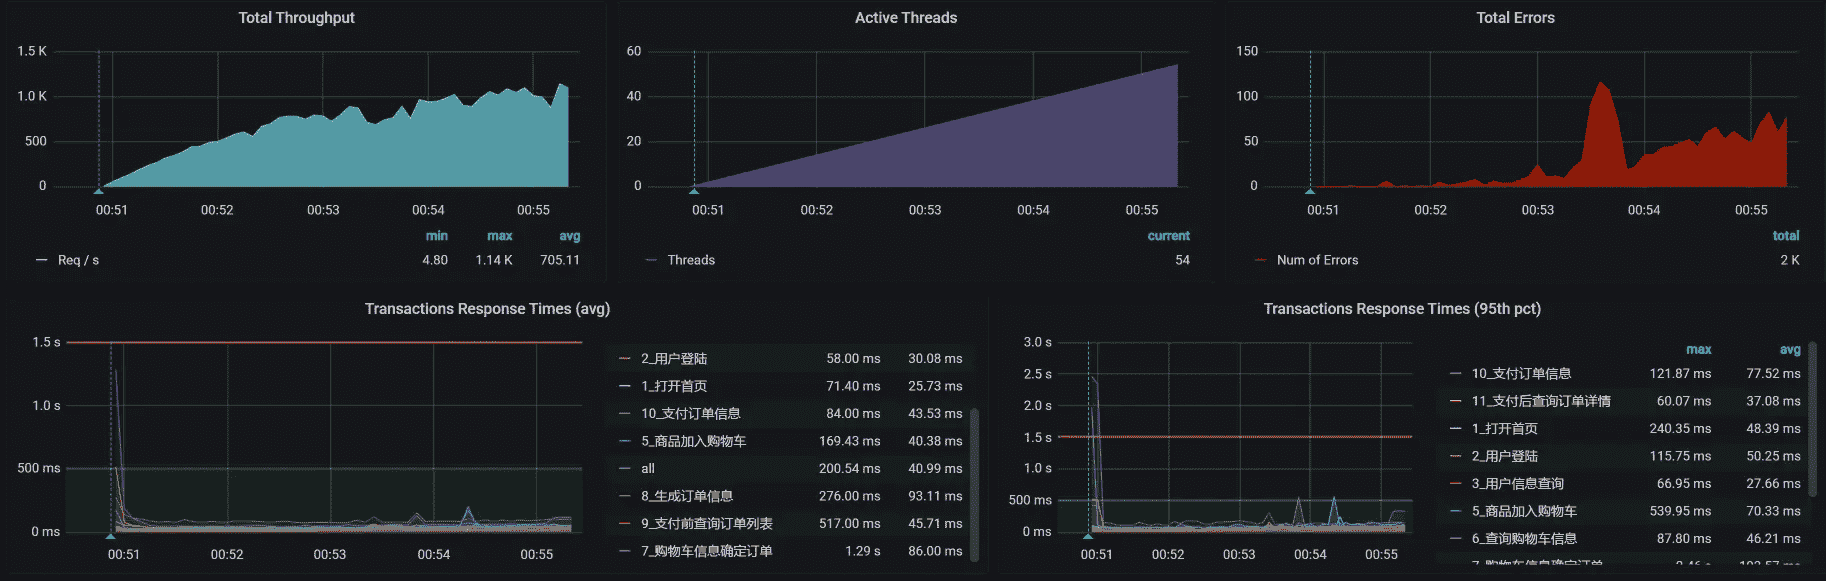 Total Throughput
1.5 K
1.0 K
500
0
00:51 00:52 00:53 00:54 00:55
min max avg
Req / s 4.80 1.14 K 705.11
Active Threads
60
40
20
0
00:51 00:52 00:53 00:54 00:55
current
Threads 54
Total Errors
150
100
50
0
00:51 00:52 00:53 00:54 00:55
total
Num of Errors 2 K
Transactions Response Times (avg)
1.5 s
1.0 s
500 ms
0 ms
00:51 00:52 00:53 00:54 00:55
2_用户登陆 58.00 ms 30.08 ms
1_打开首页 71.40 ms 25.73 ms
10_支付订单信息 84.00 ms 43.53 ms
5_商品加入购物车 169.43 ms 40.38 ms
all 200.54 ms 40.99 ms
8_生成订单信息 276.00 ms 93.11 ms
9_支付前查询订单列表 517.00 ms 45.71 ms
7_购物车信息确定订单 1.29 s 86.00 ms
Transactions Response Times (95th pct)
3.0 s
2.5 s
2.0 s
1.5 s
1.0 s
500 ms
0 ms
00:51 00:52 00:53 00:54 00:55
max avg
10_支付订单信息 121.87 ms 77.52 ms
11_支付后查询订单详情 60.07 ms 37.08 ms
1_打开首页 240.35 ms 48.39 ms
2_用户登陆 115.75 ms 50.25 ms
3_用户信息查询 66.95 ms 27.66 ms
5_商品加入购物车 539.95 ms 70.33 ms
6_查询购物车信息 87.80 ms 46.21 ms